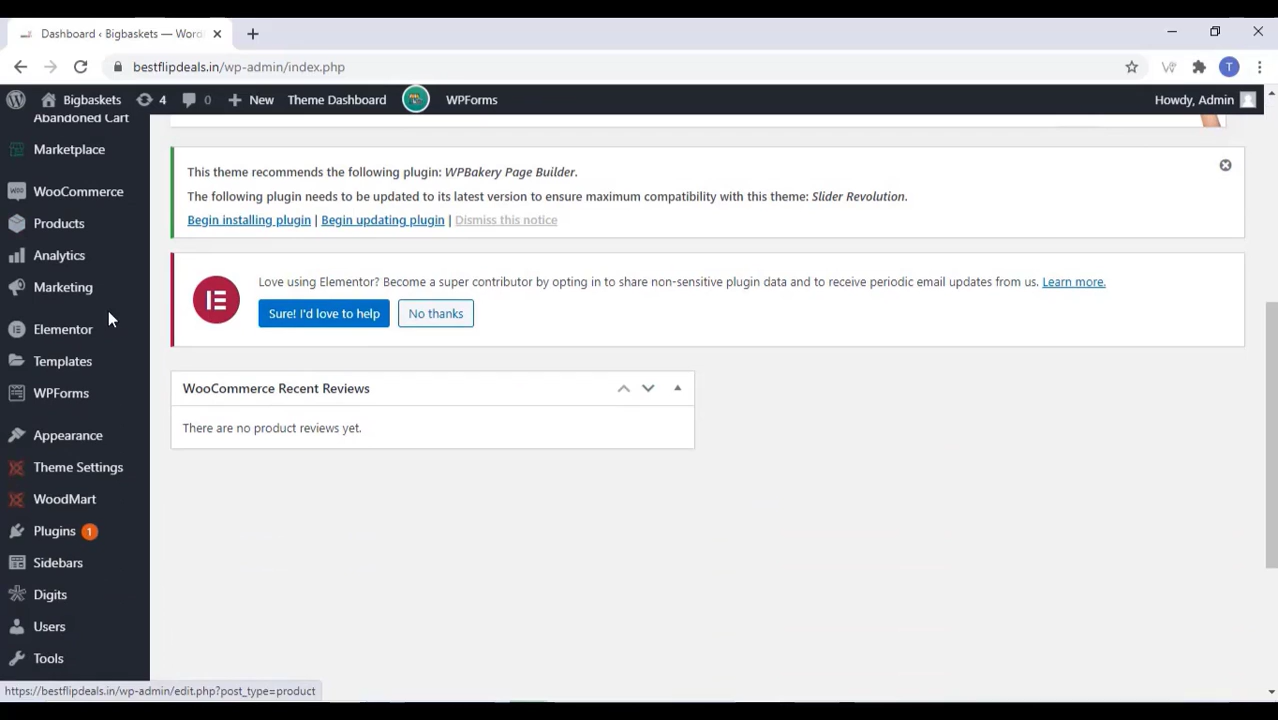 Dashboard ‹ Bigbaskets — Word
bestflipdeals.in/wp-admin/index.php
T
Bigbaskets 4 0 New Theme Dashboard WPForms Howdy, Admin
Abandoned Cart
Marketplace
WooCommerce
Products
Analytics
Marketing
Elementor
Templates
WPForms
Appearance
Theme Settings
WoodMart
Plugins 1
Sidebars
Digits
Users
Tools
This theme recommends the following plugin: WPBakery Page Builder.
The following plugin needs to be updated to its latest version to ensure maximum compatibility with this theme: Slider Revolution.
Begin installing plugin | Begin updating plugin | Dismiss this notice
Love using Elementor? Become a super contributor by opting in to share non-sensitive plugin data and to receive periodic email updates from us. Learn more.
Sure! I'd love to help No thanks
WooCommerce Recent Reviews
There are no product reviews yet.
https://bestflipdeals.in/wp-admin/edit.php?post_type=product